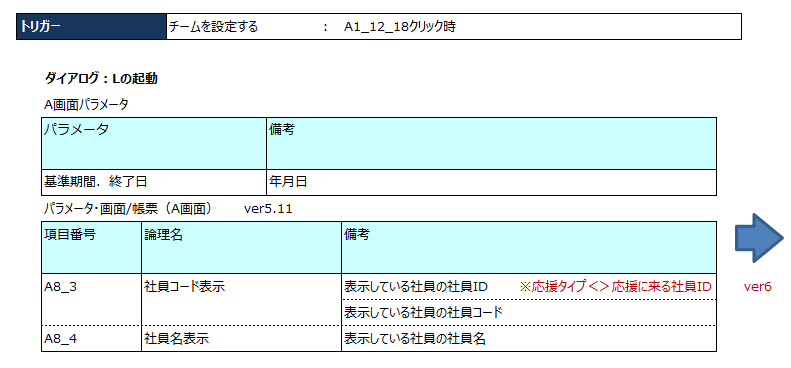 トリガー チームを設定する : A1_12_18クリック時
ダイアログ：Lの起動
A画面パラメータ
パラメータ 備考
基準期間．終了日 年月日
パラメータ・画面/帳票（A画面） ver5.11
項目番号 論理名 備考
A8_3 社員コード表示 表示している社員の社員ID ※応援タイプ＜＞応援に来る社員ID ver6
表示している社員の社員コード
A8_4 社員名表示 表示している社員の社員名